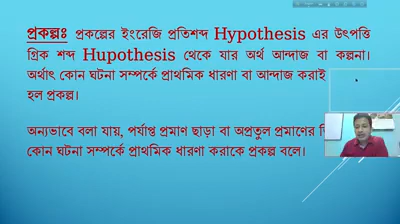 প্রকল্পঃ প্রকল্পের ইংরেজি প্রতিশব্দ Hypothesis এর উৎপত্তি
গ্রিক শব্দ Hupothesis থেকে যার অর্থ আন্দাজ বা কল্পনা।
অর্থাৎ কোন ঘটনা সম্পর্কে প্রাথমিক ধারণা বা আন্দাজ করাই
হল প্রকল্প।
অন্যভাবে বলা যায়, পর্যাপ্ত প্রমাণ ছাড়া বা অপ্রতুল প্রমাণের
কোন ঘটনা সম্পর্কে প্রাথমিক ধারণা করাকে প্রকল্প বলে।